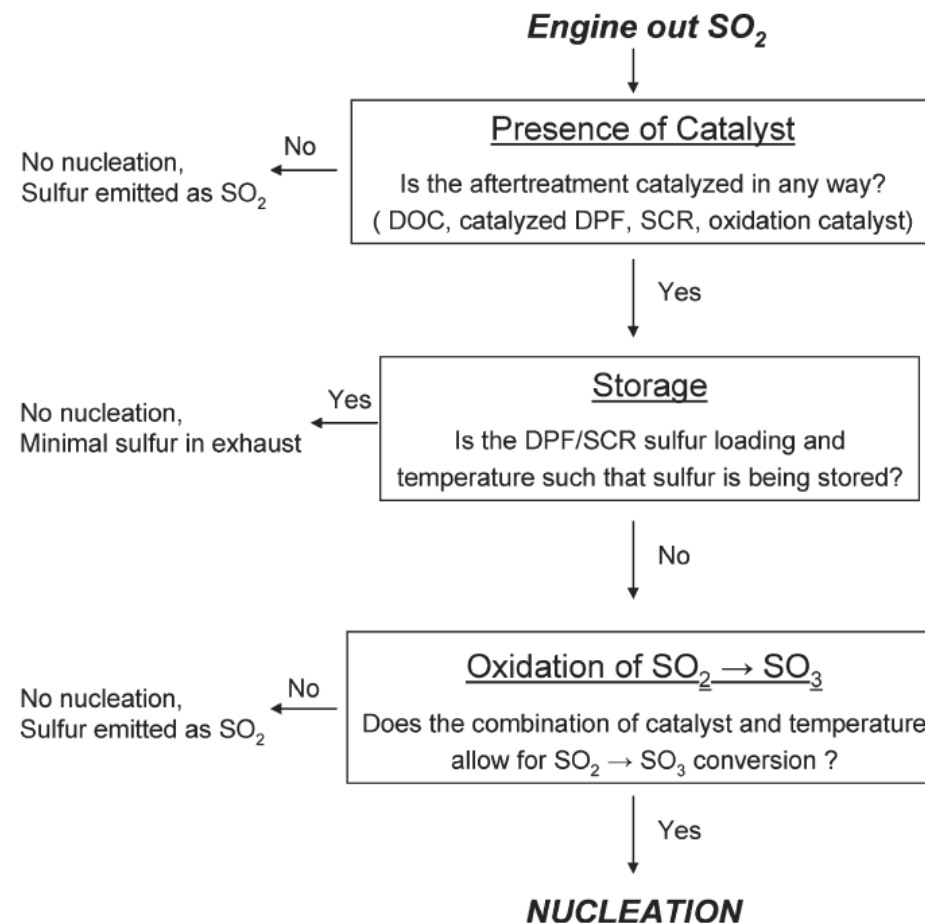 Engine out SO₂
Presence of Catalyst
No
No nucleation,
Sulfur emitted as SO₂
Is the aftertreatment catalyzed in any way?
( DOC, catalyzed DPF, SCR, oxidation catalyst)
Yes
Storage
Yes
No nucleation,
Minimal sulfur in exhaust
Is the DPF/SCR sulfur loading and
temperature such that sulfur is being stored?
No
Oxidation of SO₂ → SO₃
No
No nucleation,
Sulfur emitted as SO₂
Does the combination of catalyst and temperature
allow for SO₂ → SO₃ conversion ?
Yes
NUCLEATION